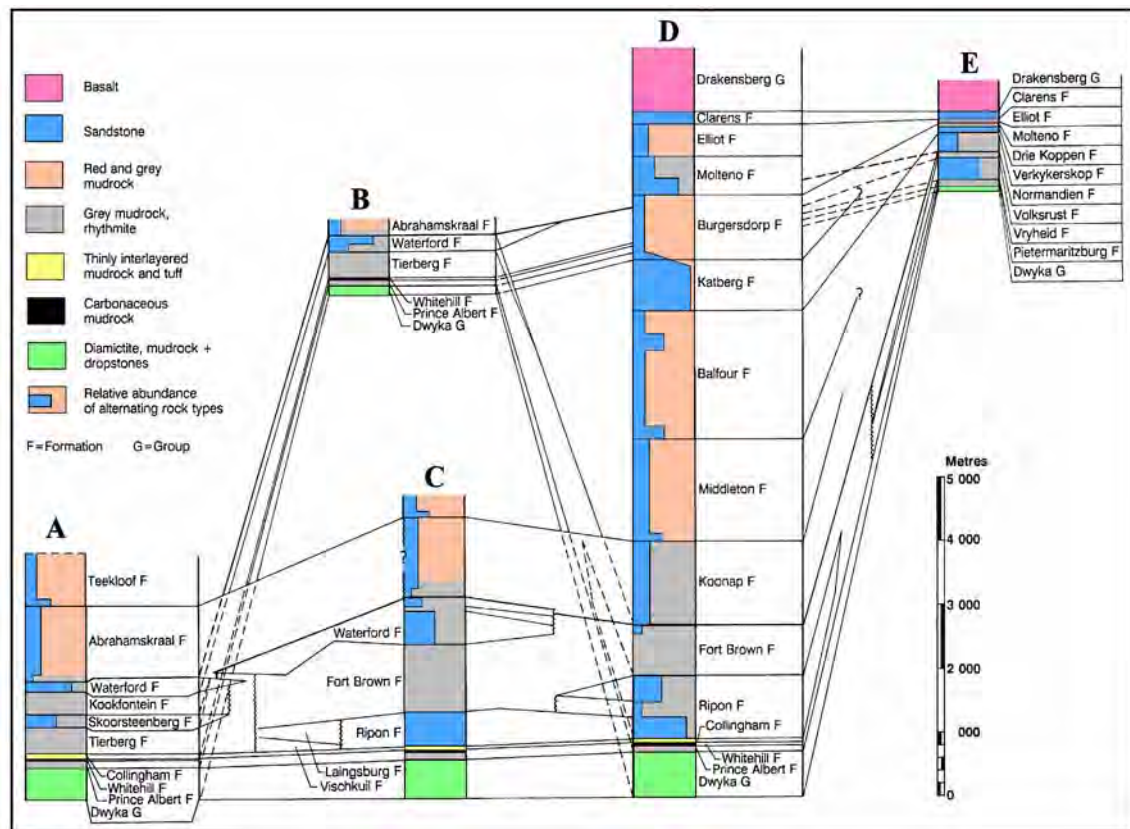 Basalt
Sandstone
Red and grey
mudrock
Grey mudrock,
rhythmite
Thinly interlayered
mudrock and tuff
Carbonaceous
mudrock
Diamictite, mudrock +
dropstones
Relative abundance
of alternating rock types
F=Formation G=Group
A
Teekloof F
Abrahamskraal F
Waterford F
Kookfontein F
Skoorsteenberg F
Tierberg F
Collingham F
Whitehill F
Prince Albert F
Dwyka G
B
Abrahamskraal F
Waterford F
Tierberg F
Whitehill F
Prince Albert F
Dwyka G
C
?
Waterford F
Fort Brown F
Ripon F
Laingsburg F
Vischkuil F
D
Drakensberg G
Clarens F
Elliot F
Molteno F
Burgersdorp F
Katberg F
Balfour F
Middleton F
Koonap F
Fort Brown F
Ripon F
Collingham F
Whitehill F
Prince Albert F
Dwyka G
?
?
E
Drakensberg G
Clarens F
Elliot F
Molteno F
Drie Koppen F
Verkykerskop F
Normandien F
Volksrust F
Vryheid F
Pietermaritzburg F
Dwyka G
Metres
5 000
4 000
3 000
2 000
000
0